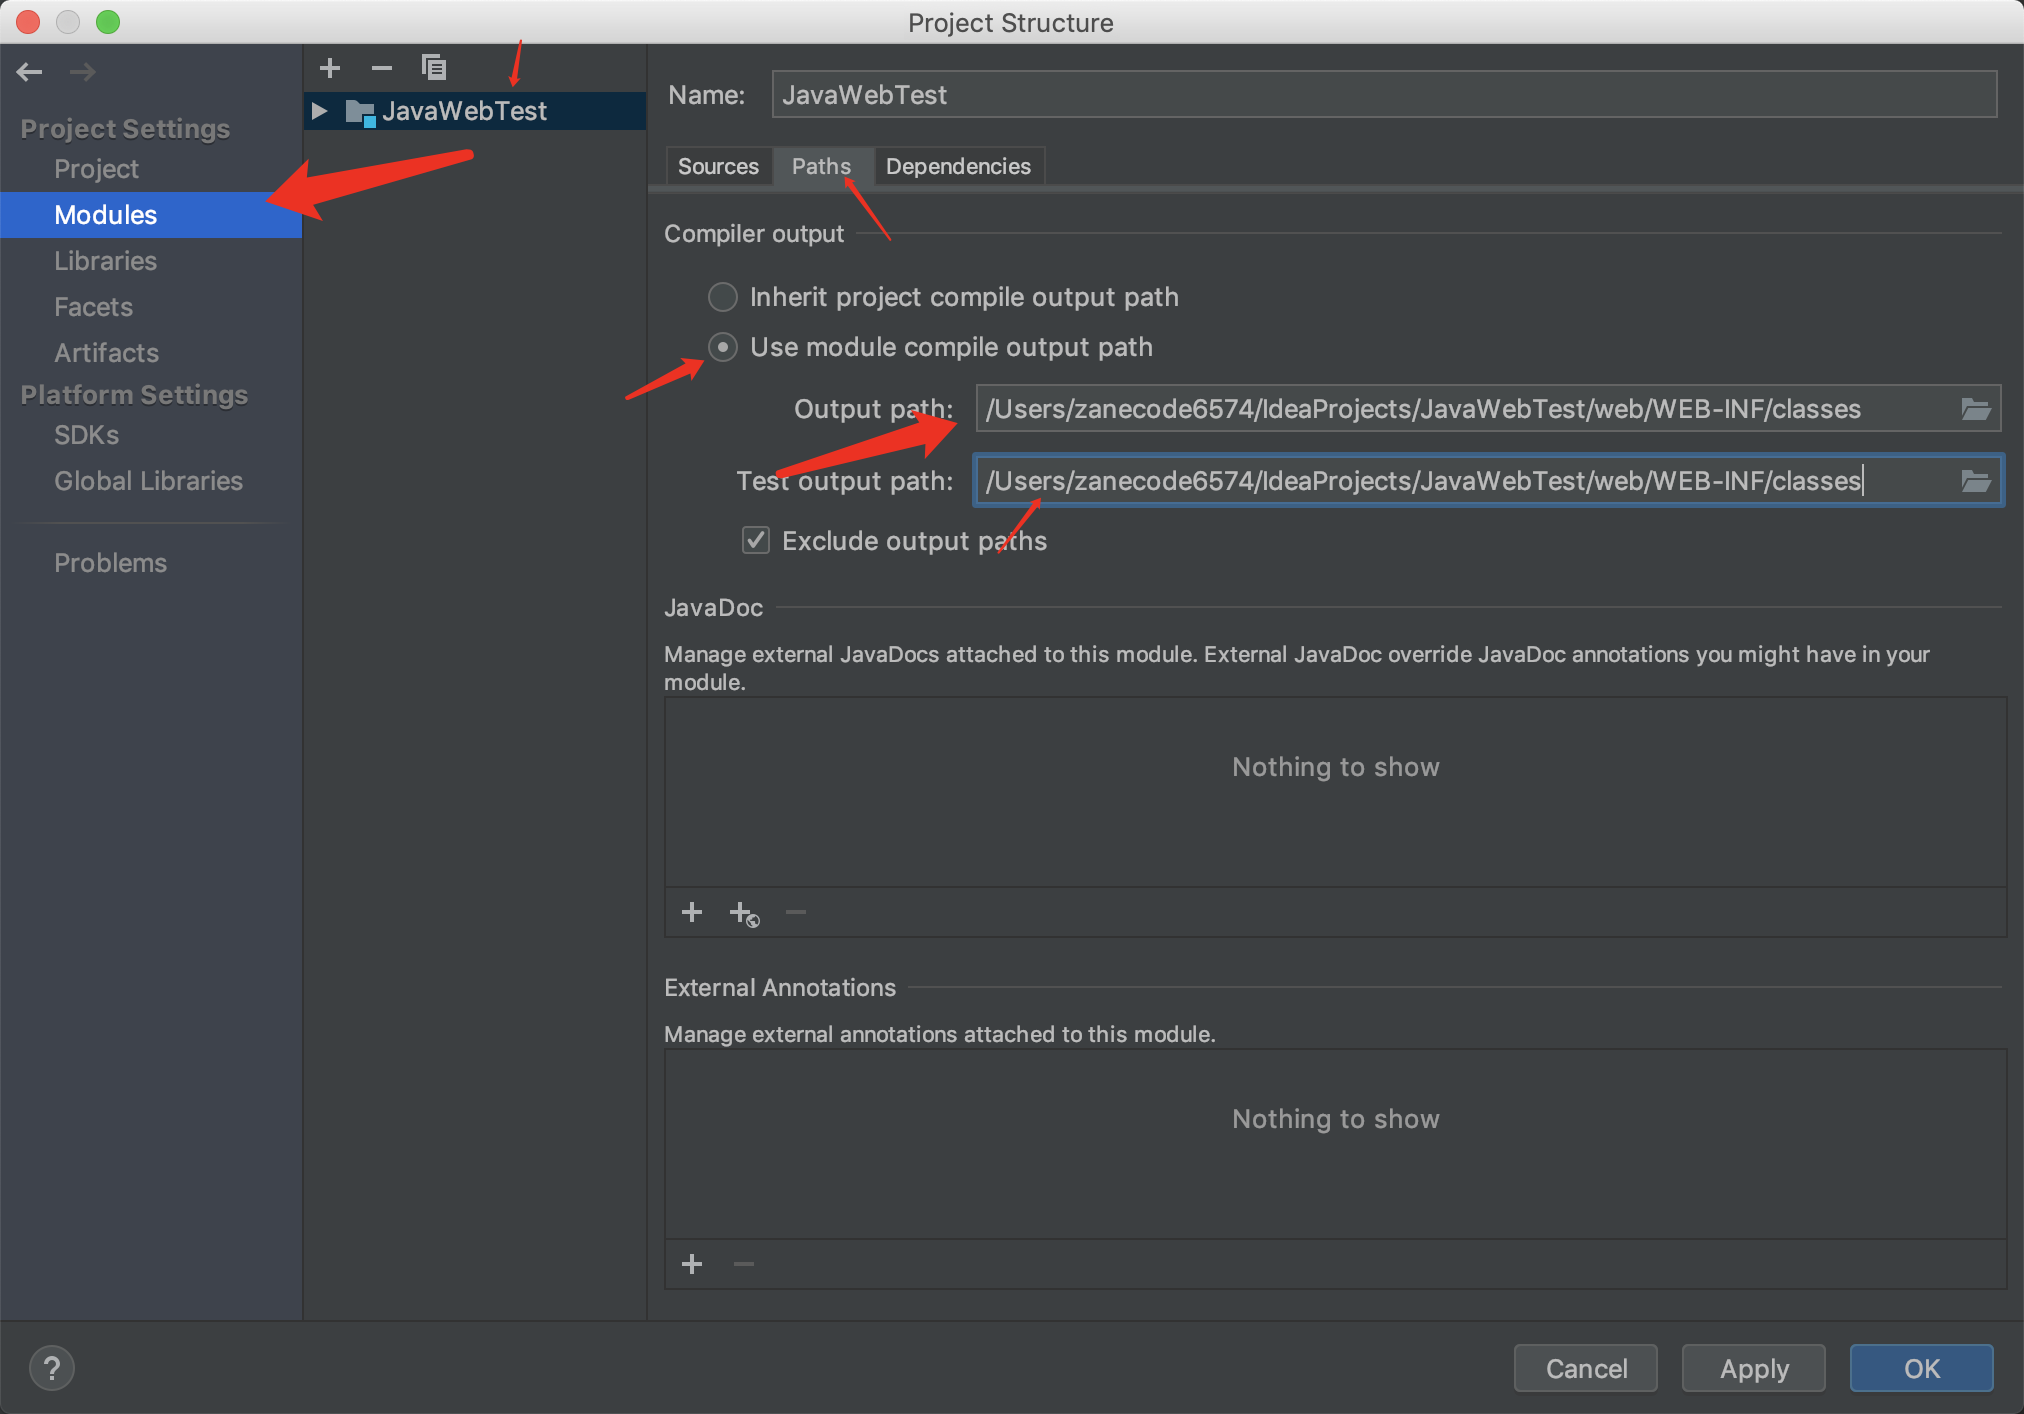 Project Structure
Project Settings
Project
Modules
Libraries
Facets
Artifacts
Platform Settings
SDKs
Global Libraries
Problems
JavaWebTest
Name: JavaWebTest
Sources Paths Dependencies
Compiler output
Inherit project compile output path
Use module compile output path
Output path: /Users/zanecode6574/IdeaProjects/JavaWebTest/web/WEB-INF/classes
Test output path: /Users/zanecode6574/IdeaProjects/JavaWebTest/web/WEB-INF/classes
Exclude output paths
JavaDoc
Manage external JavaDocs attached to this module. External JavaDoc override JavaDoc annotations you might have in your
module.
Nothing to show
External Annotations
Manage external annotations attached to this module.
Nothing to show
?
Cancel Apply OK